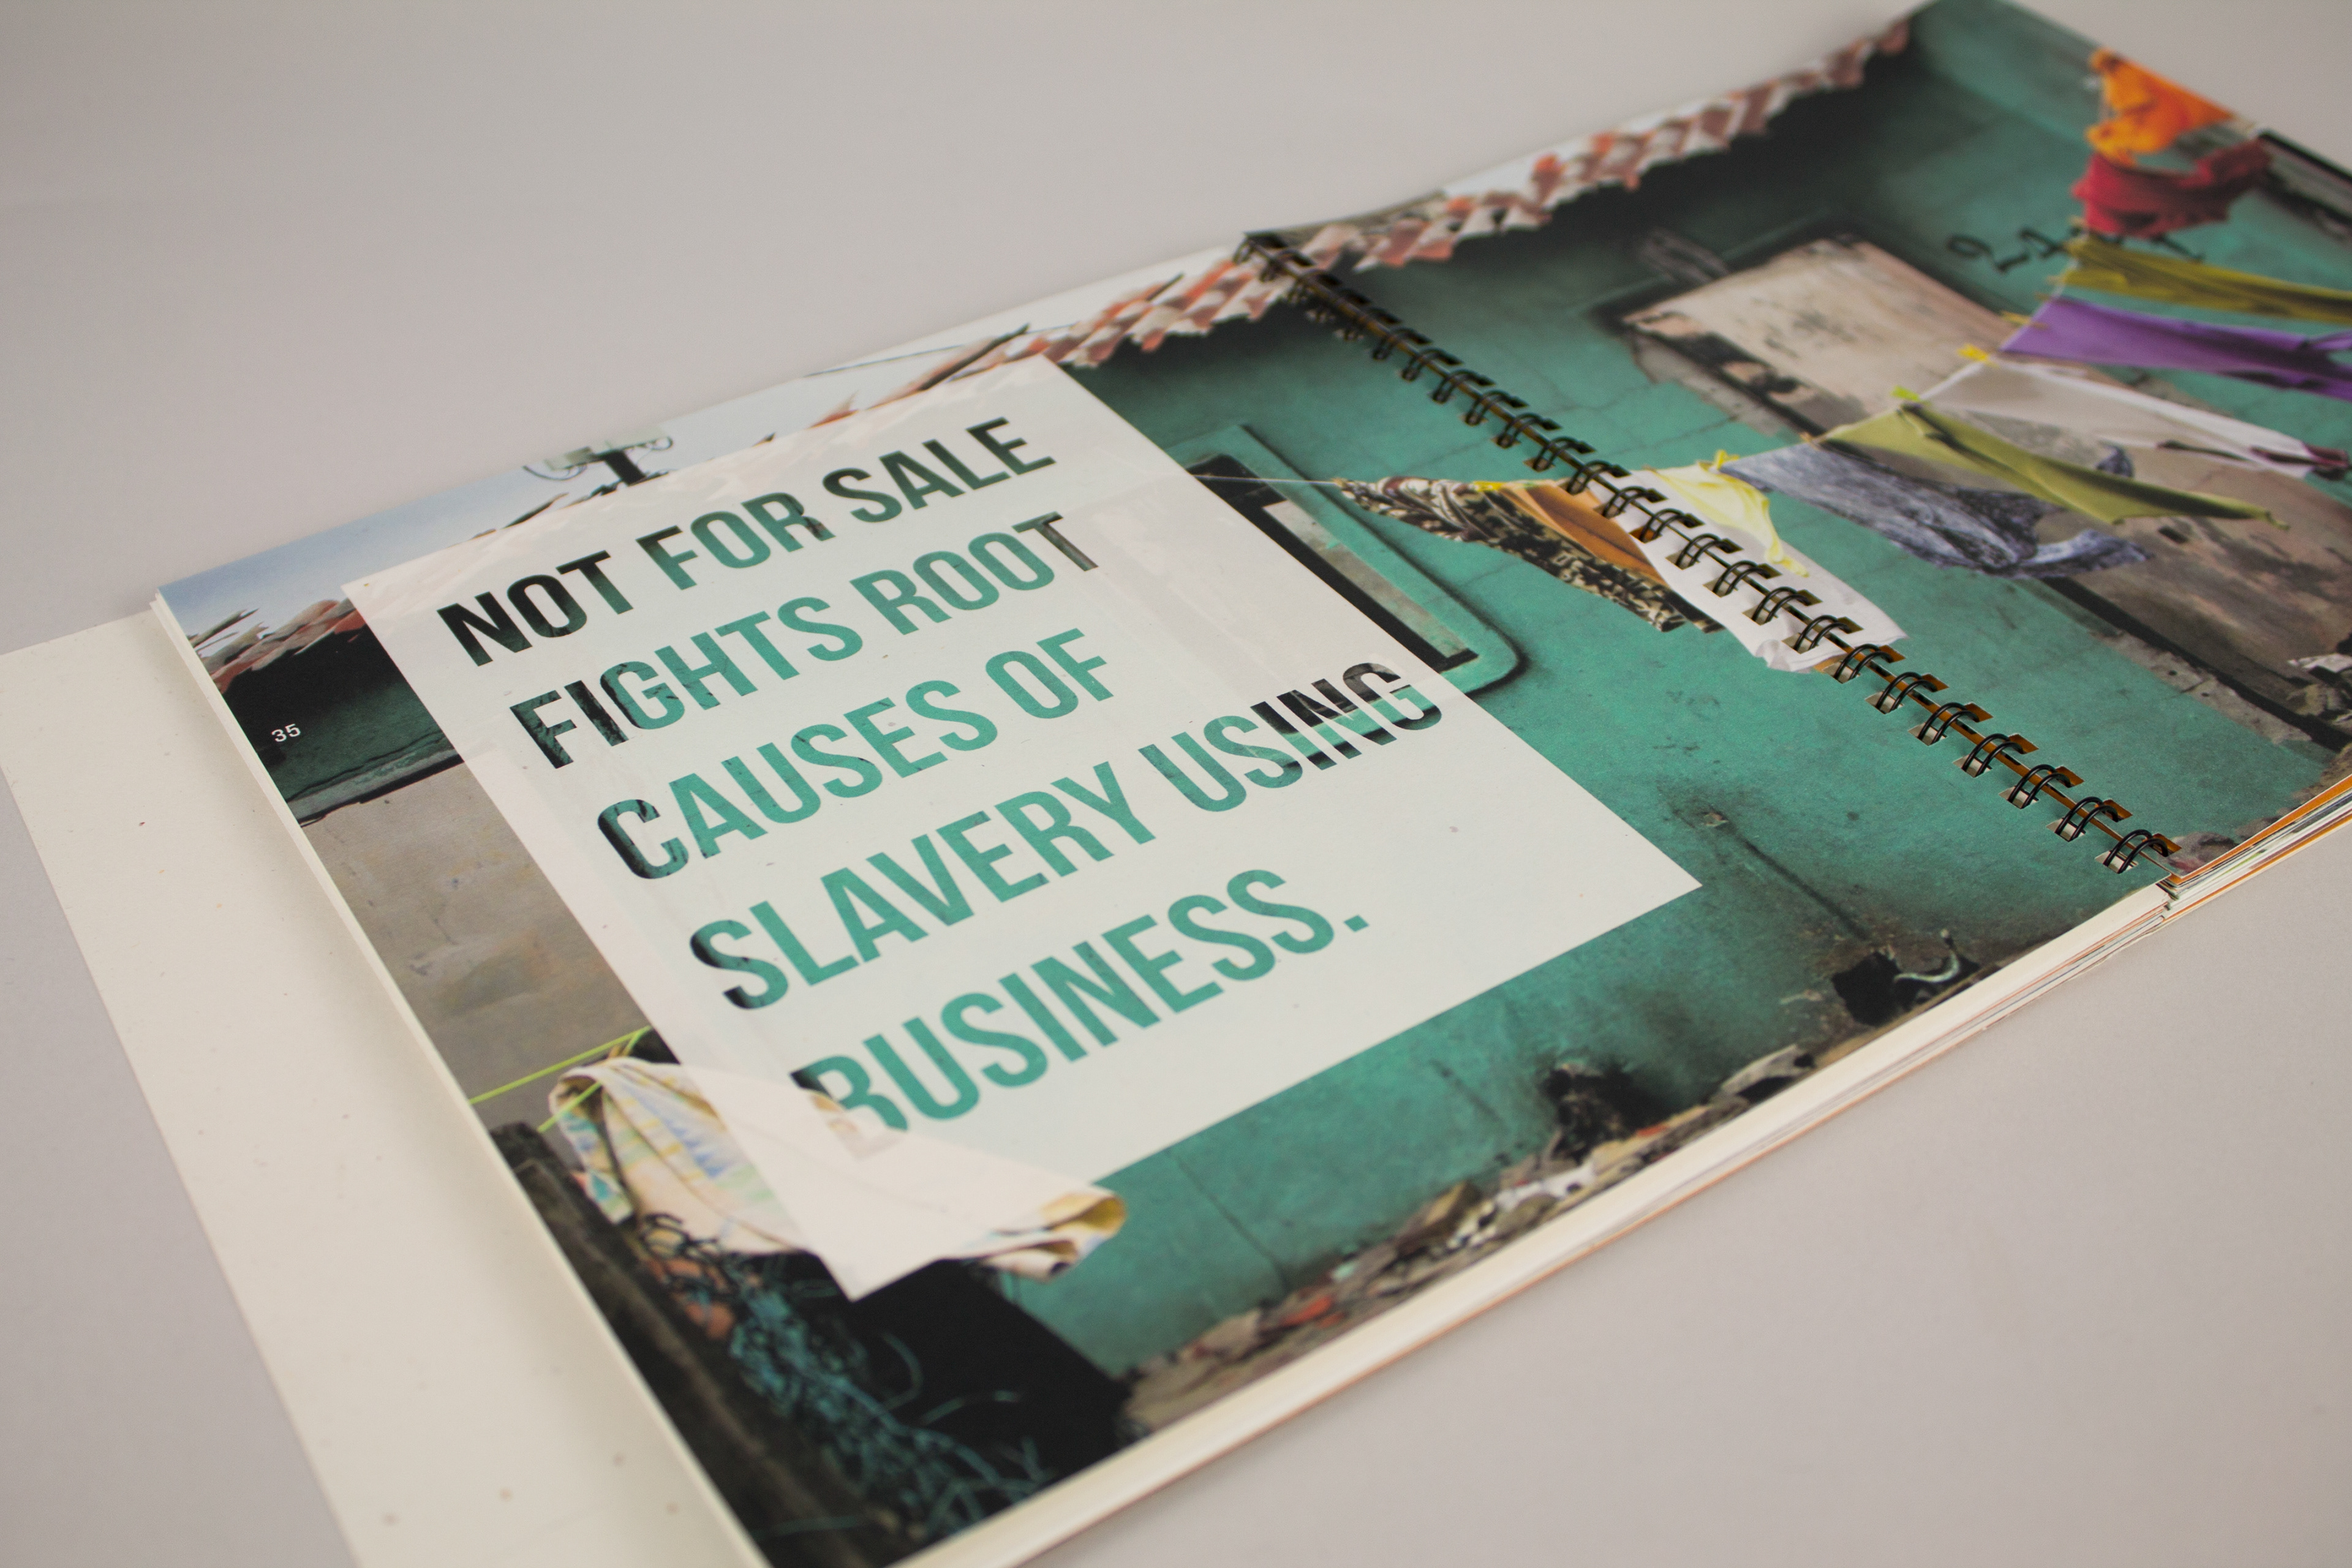 NOT FOR SALE
FIGHTS ROOT
CAUSES OF
SLAVERY USING
BUSINESS.
35